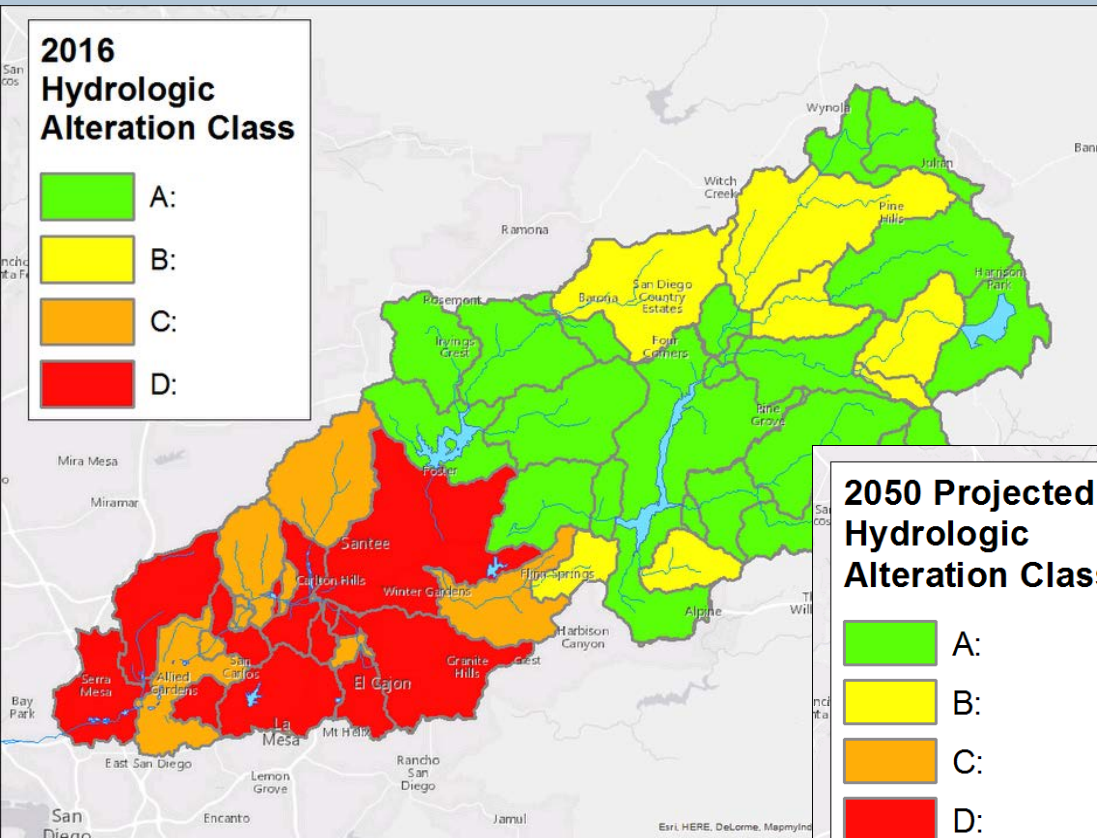 2016
Hydrologic
Alteration Class
A:
B:
C:
D:
San
cos
Wynola
Julian
Witch
Creek
Pine
Hills
Ramona
Harrison
Park
Rosemont
Barona
San Diego
Country
Estates
Irvings
Crest
Four
Corners
Pine
Grove
Foster
Mira Mesa
Miramar
Santee
Carlton Hills
Winter Gardens
Flinn Springs
Alpine
Harbison
Canyon
Crest
Granite
Hills
El Cajon
San
Carlos
Allied
Gardens
Serra
Mesa
Bay
Park
La
Mesa
Mt Helix
East San Diego
Lemon
Grove
Rancho
San
Diego
Encanto
San
Diego
Jamul
Esri, HERE, DeLorme, MapmyInd
2050 Projected
Hydrologic
Alteration Clas
A:
B:
C:
D: